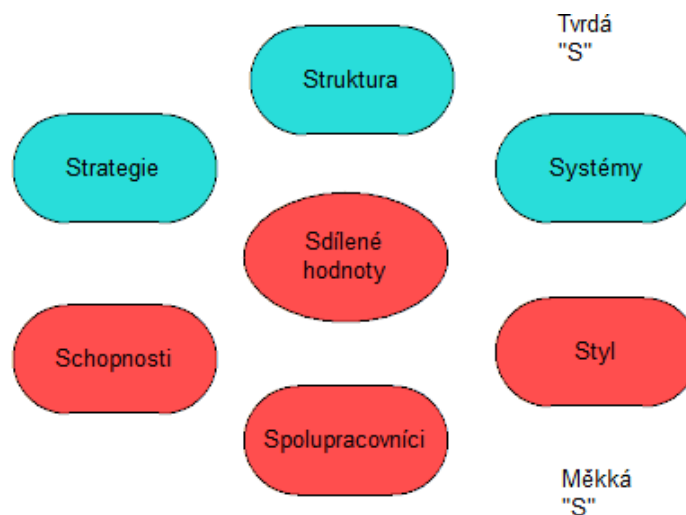 Tvrdá
"S"
Struktura
Strategie
Systémy
Sdílené
hodnoty
Schopnosti
Styl
Spolupracovníci
Měkká
"S"